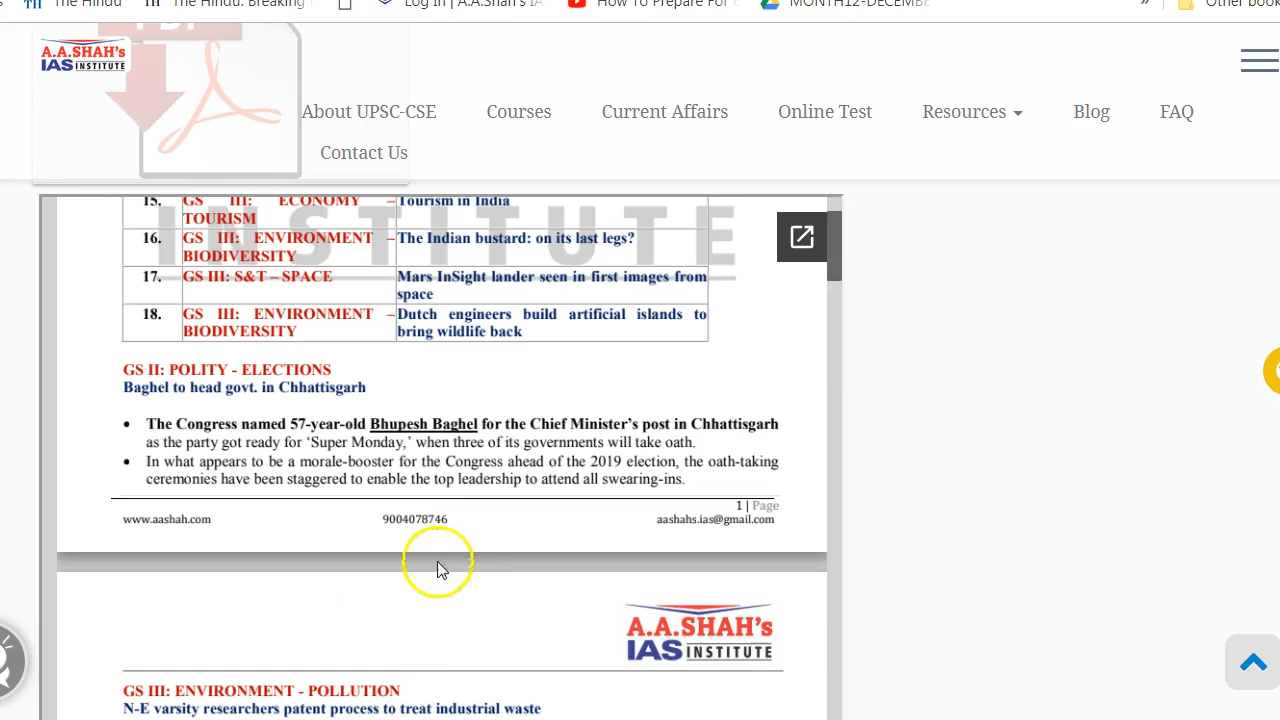 The Hindu
The Hindu: Breaking
Log In | A.A.Shah's IAS
How To Prepare For
MONTH12-DECEMBE
»
Other book
PDF
A.A.SHAH's
IAS INSTITUTE
About UPSC-CSE
Courses
Current Affairs
Online Test
Resources
Blog
FAQ
Contact Us
INSTITUTE
15. GS III: ECONOMY – Tourism in India
TOURISM
16. GS III: ENVIRONMENT – The Indian bustard: on its last legs?
BIODIVERSITY
17. GS III: S&T – SPACE Mars InSight lander seen in first images from
space
18. GS III: ENVIRONMENT – Dutch engineers build artificial islands to
BIODIVERSITY bring wildlife back
GS II: POLITY - ELECTIONS
Baghel to head govt. in Chhattisgarh
• The Congress named 57-year-old Bhupesh Baghel for the Chief Minister's post in Chhattisgarh
as the party got ready for 'Super Monday,' when three of its governments will take oath.
• In what appears to be a morale-booster for the Congress ahead of the 2019 election, the oath-taking
ceremonies have been staggered to enable the top leadership to attend all swearing-ins.
1 | Page
www.aashah.com 9004078746 aashahs.ias@gmail.com
A.A.SHAH's
IAS INSTITUTE
GS III: ENVIRONMENT - POLLUTION
N-E varsity researchers patent process to treat industrial waste